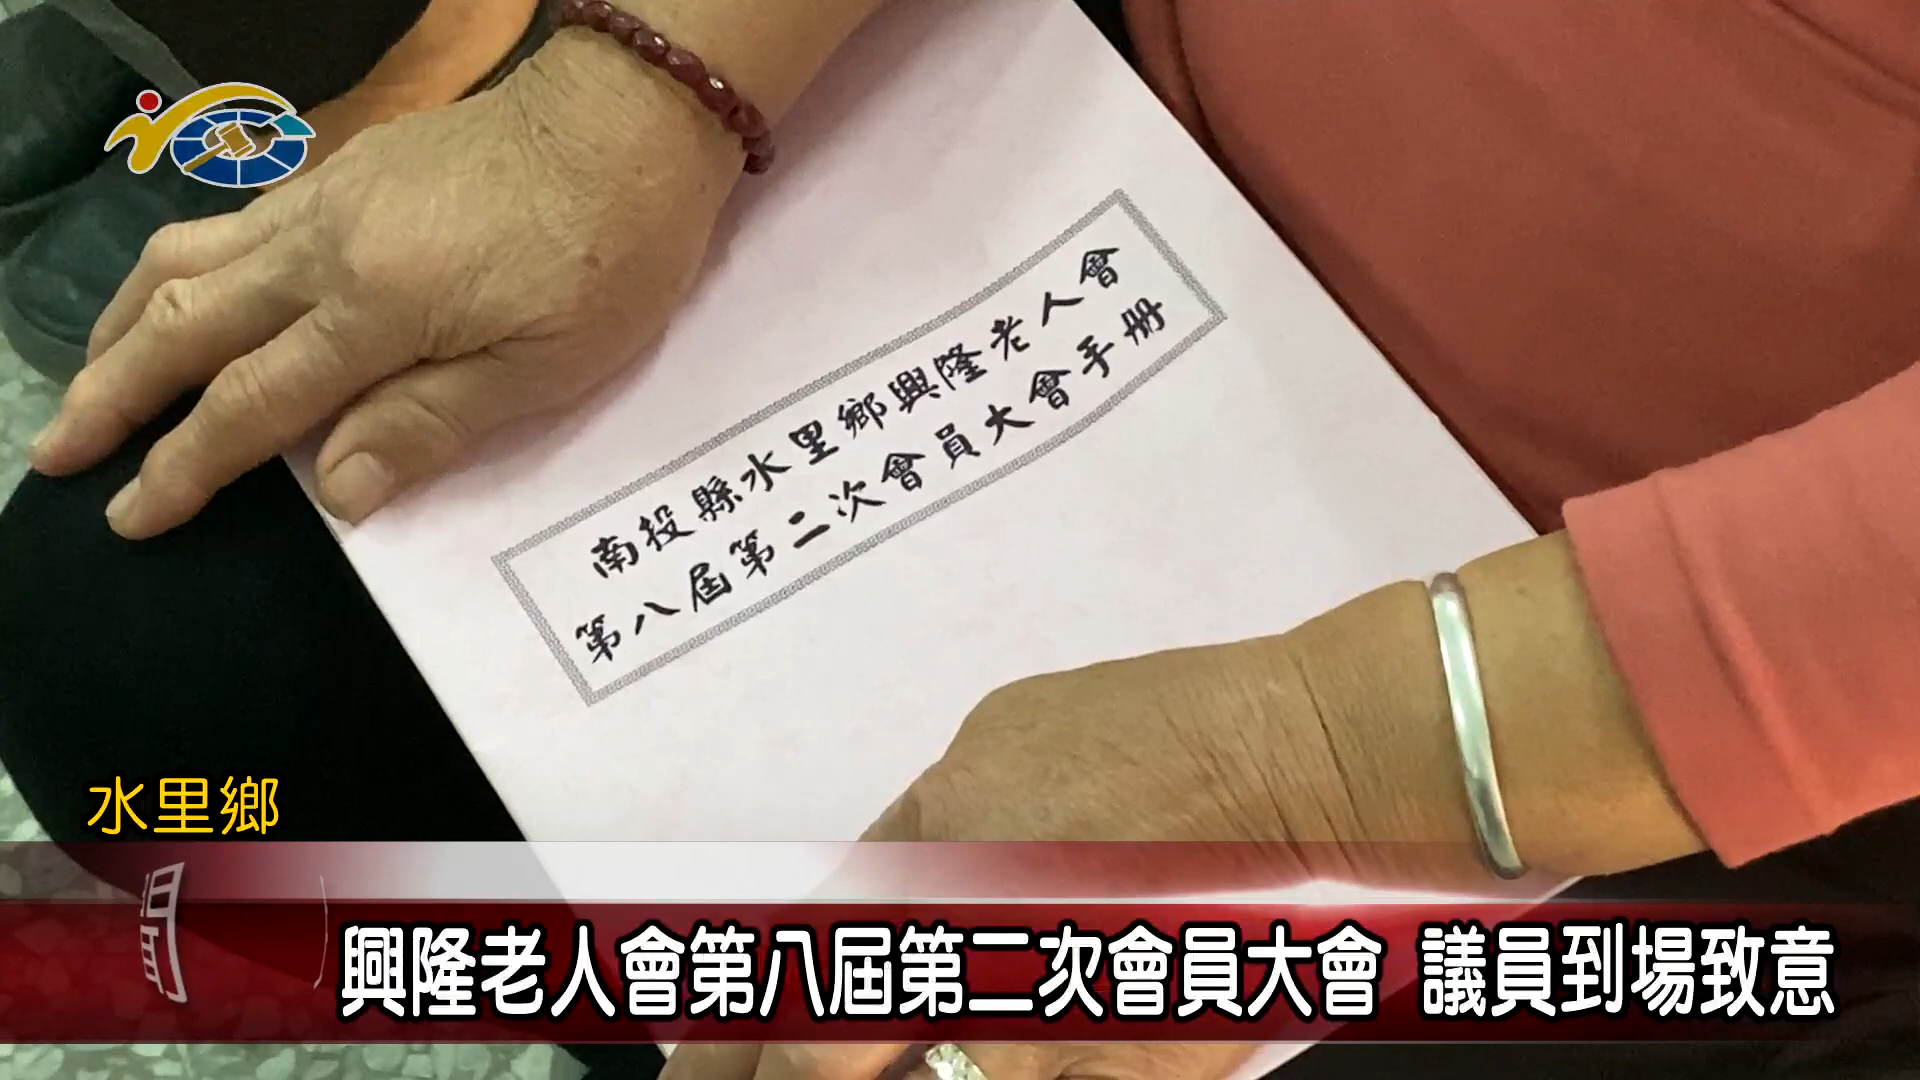 南投縣水里鄉興隆老人會
第八屆第二次會員大會手册
水里鄉
興隆老人會第八屆第二次會員大會 議員到場致意